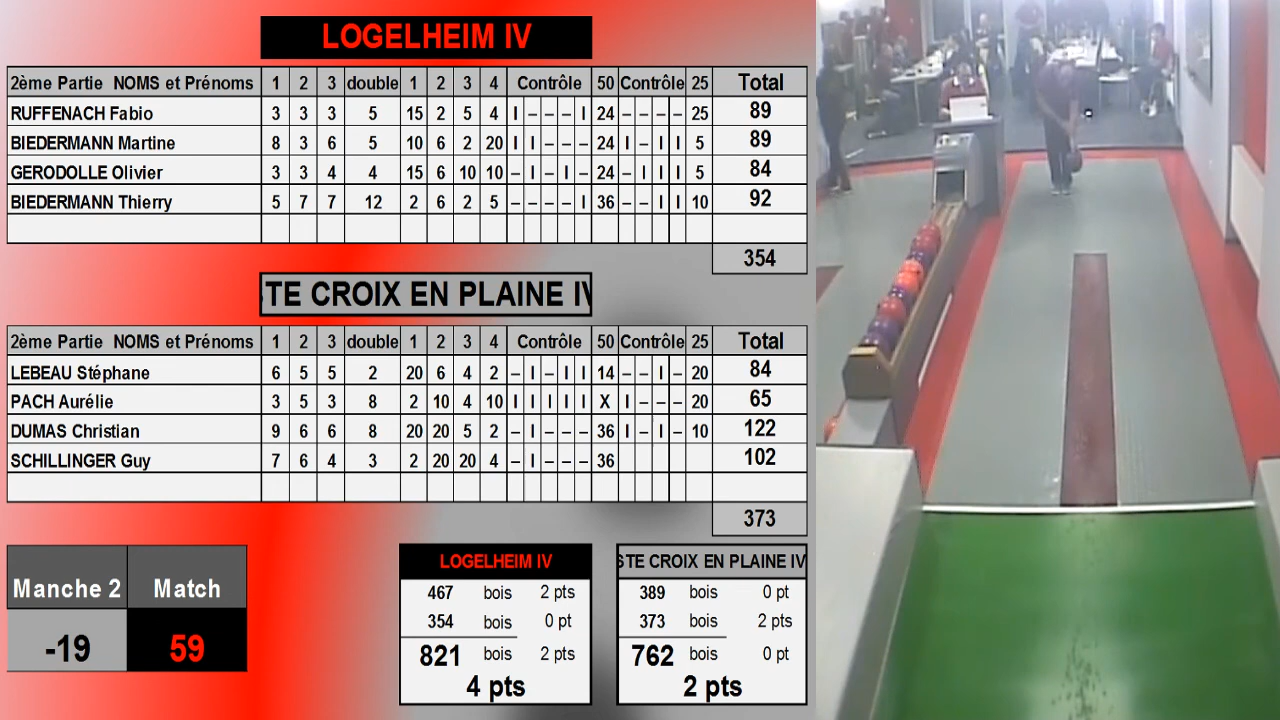 LOGELHEIM IV
2ème Partie NOMS et Prénoms 1 2 3 double 1 2 3 4 Contrôle 50 Contrôle 25 Total
RUFFENACH Fabio 3 3 3 5 15 2 5 4 I – – – I 24 – – – – 25 89
BIEDERMANN Martine 8 3 6 5 10 6 2 20 I I – – – 24 I – I I 5 89
GERODOLLE Olivier 3 3 4 4 15 6 10 10 – I – I – 24 – I I I 5 84
BIEDERMANN Thierry 5 7 7 12 2 6 2 5 – – – – I 36 – – I I 10 92
354
STE CROIX EN PLAINE IV
2ème Partie NOMS et Prénoms 1 2 3 double 1 2 3 4 Contrôle 50 Contrôle 25 Total
LEBEAU Stéphane 6 5 5 2 20 6 4 2 – I – I I 14 – – I – 20 84
PACH Aurélie 3 5 3 8 2 10 4 10 I I I I I X I – – – 20 65
DUMAS Christian 9 6 6 8 20 20 5 2 – I – – – 36 I – I – 10 122
SCHILLINGER Guy 7 6 4 3 2 20 20 4 – I – – – 36 102
373
Manche 2 Match
-19 59
LOGELHEIM IV
467 bois 2 pts
354 bois 0 pt
821 bois 2 pts
4 pts
STE CROIX EN PLAINE IV
389 bois 0 pt
373 bois 2 pts
762 bois 0 pt
2 pts